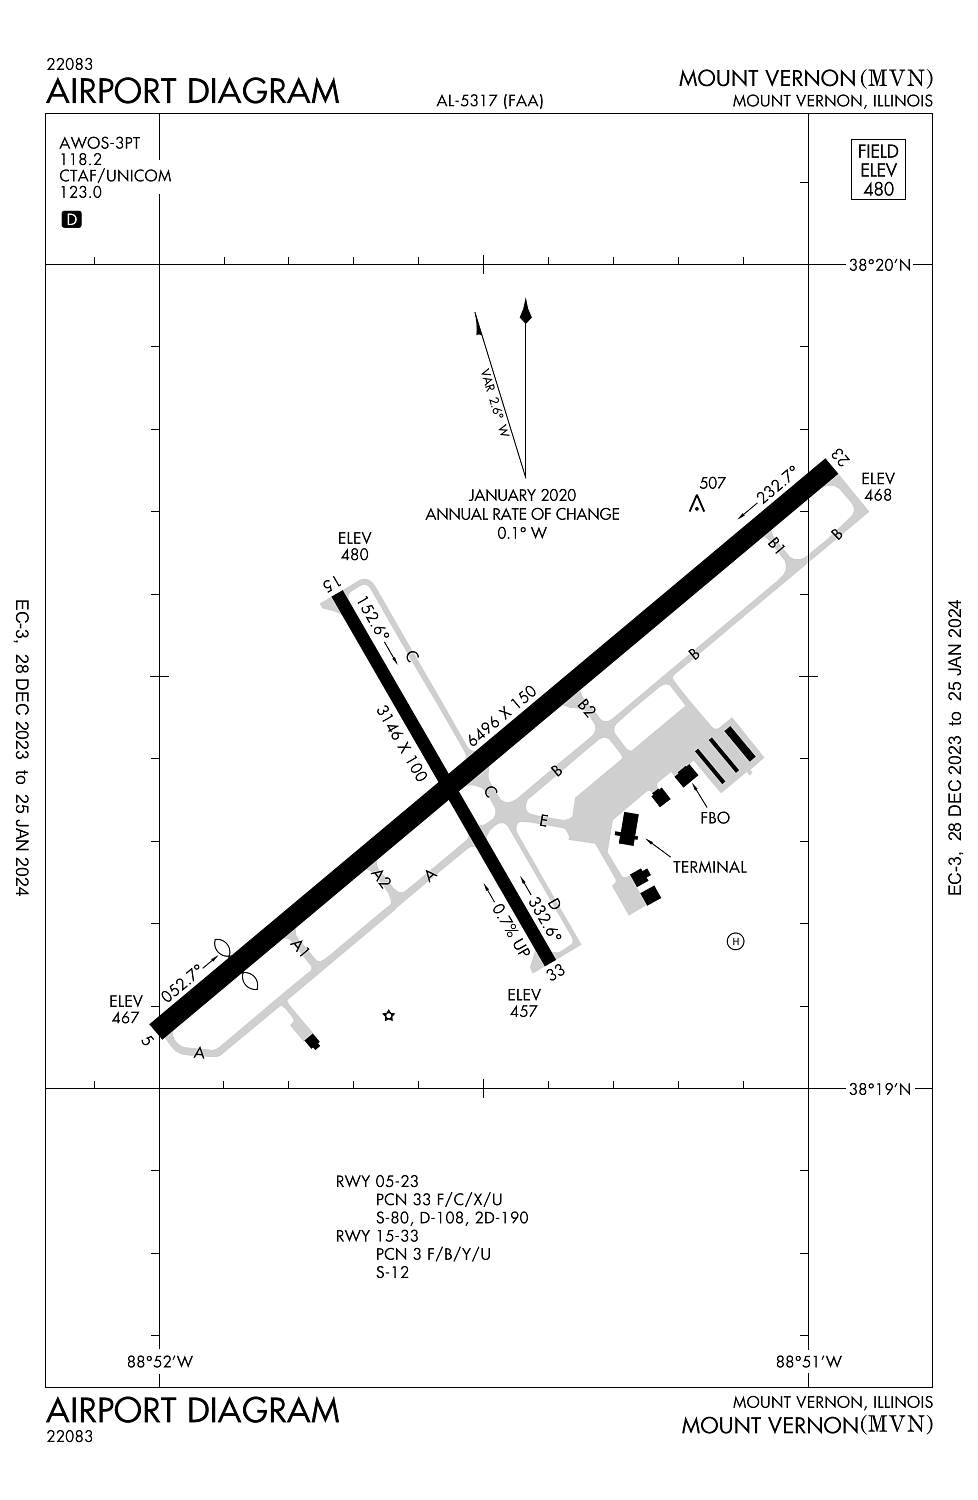 22083
AIRPORT DIAGRAM
AL-5317 (FAA)
MOUNT VERNON (MVN)
MOUNT VERNON, ILLINOIS
AWOS-3PT
118.2
CTAF/UNICOM
123.0
D
FIELD
ELEV
480
38°20'N
VAR 2.6° W
JANUARY 2020
ANNUAL RATE OF CHANGE
0.1° W
507
23
232.7°
ELEV
468
B
B1
ELEV
480
15
152.6°
C
B
3146 X 100
6496 X 150
B2
B
C
E
FBO
TERMINAL
A2
A
D
332.6°
0.7% UP
33
ELEV
457
H
A1
052.7°
ELEV
467
5
A
38°19'N
RWY 05-23
PCN 33 F/C/X/U
S-80, D-108, 2D-190
RWY 15-33
PCN 3 F/B/Y/U
S-12
88°52'W
88°51'W
EC-3, 28 DEC 2023 to 25 JAN 2024
EC-3, 28 DEC 2023 to 25 JAN 2024
AIRPORT DIAGRAM
22083
MOUNT VERNON, ILLINOIS
MOUNT VERNON (MVN)